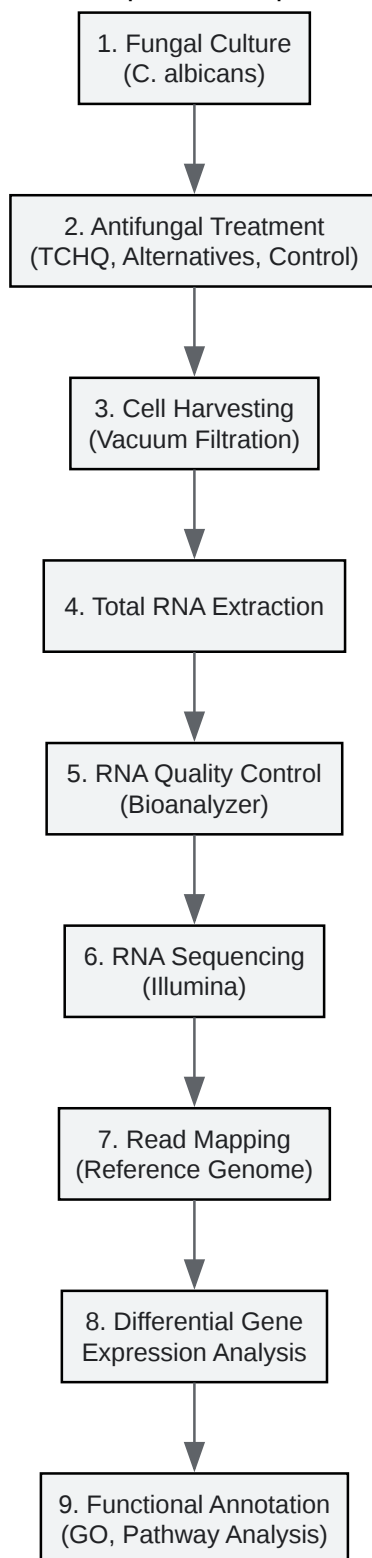 1. Fungal Culture
(C. albicans)
2. Antifungal Treatment
(TCHQ, Alternatives, Control)
3. Cell Harvesting
(Vacuum Filtration)
4. Total RNA Extraction
5. RNA Quality Control
(Bioanalyzer)
6. RNA Sequencing
(Illumina)
7. Read Mapping
(Reference Genome)
8. Differential Gene
Expression Analysis
9. Functional Annotation
(GO, Pathway Analysis)